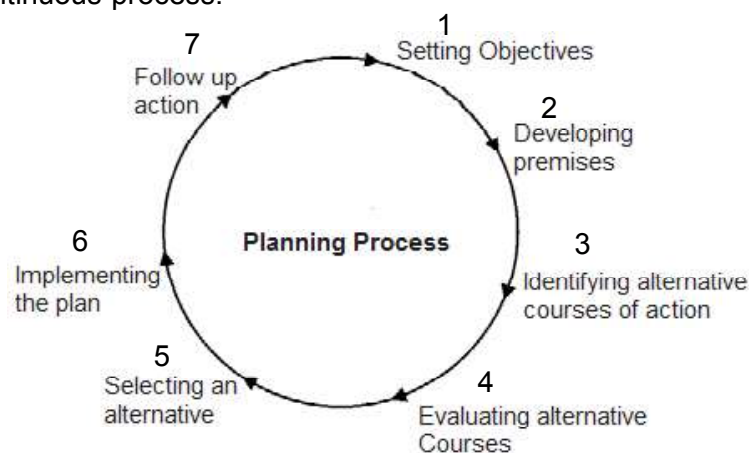 ntinuous process.
1
Setting Objectives
2
Developing
premises
3
Identifying alternative
courses of action
4
Evaluating alternative
Courses
5
Selecting an
alternative
6
Implementing
the plan
7
Follow up
action
Planning Process